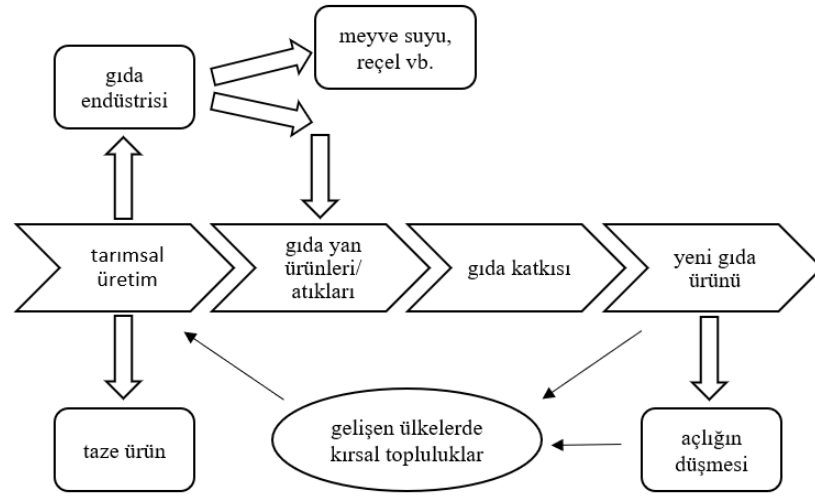 meyve suyu,
reçel vb.
gıda
endüstrisi
tarımsal
üretim
gıda yan
ürünleri/
atıkları
gıda katkısı
yeni gıda
ürünü
taze ürün
gelişen ülkelerde
kırsal topluluklar
açlığın
düşmesi